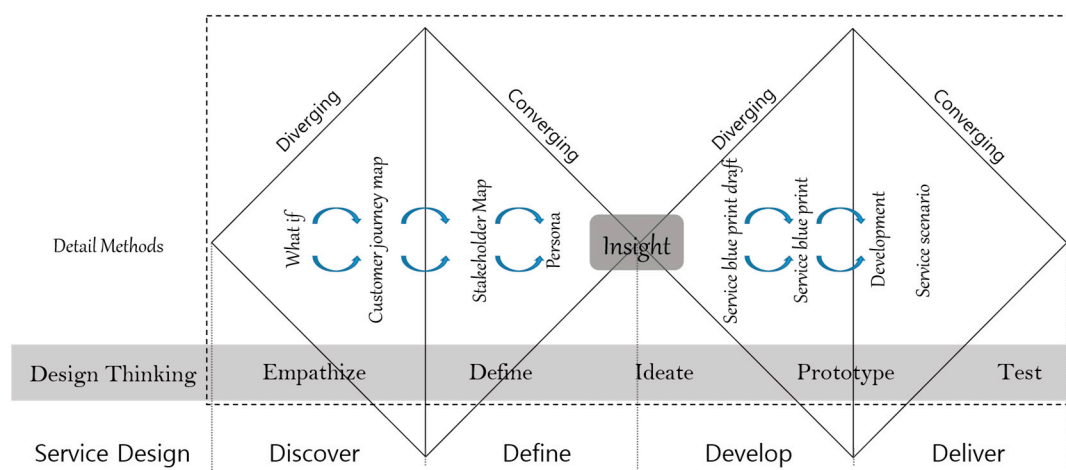 Diverging
Converging
Diverging
Converging
Detail Methods
What if
Customer journey map
Stakeholder Map
Persona
Insight
Service blue print draft
Service blue print
Development
Service scenario
Design Thinking
Empathize
Define
Ideate
Prototype
Test
Service Design
Discover
Define
Develop
Deliver